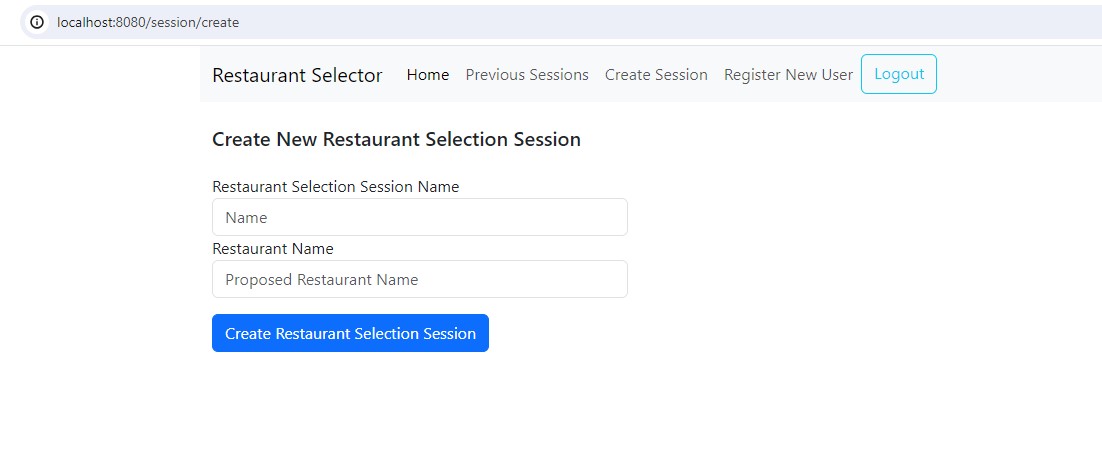 localhost:8080/session/create
Restaurant Selector Home Previous Sessions Create Session Register New User Logout
Create New Restaurant Selection Session
Restaurant Selection Session Name
Name
Restaurant Name
Proposed Restaurant Name
Create Restaurant Selection Session